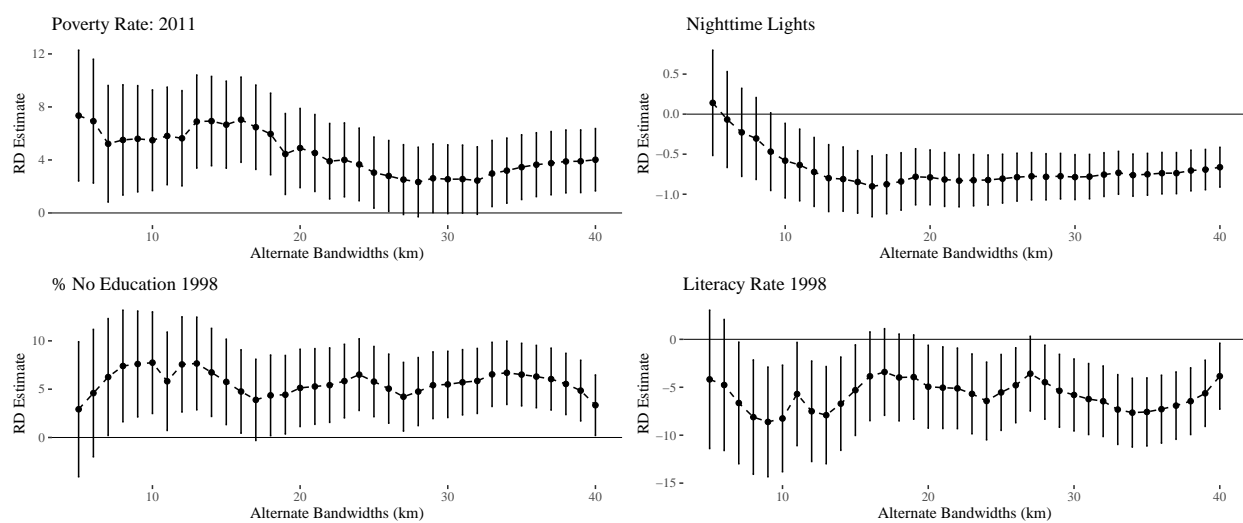 Poverty Rate: 2011
RD Estimate
12
8
4
0
10
20
30
40
Alternate Bandwidths (km)
Nighttime Lights
RD Estimate
0.5
0.0
−0.5
−1.0
10
20
30
40
Alternate Bandwidths (km)
% No Education 1998
RD Estimate
10
5
0
10
20
30
40
Alternate Bandwidths (km)
Literacy Rate 1998
RD Estimate
0
−5
−10
−15
10
20
30
40
Alternate Bandwidths (km)